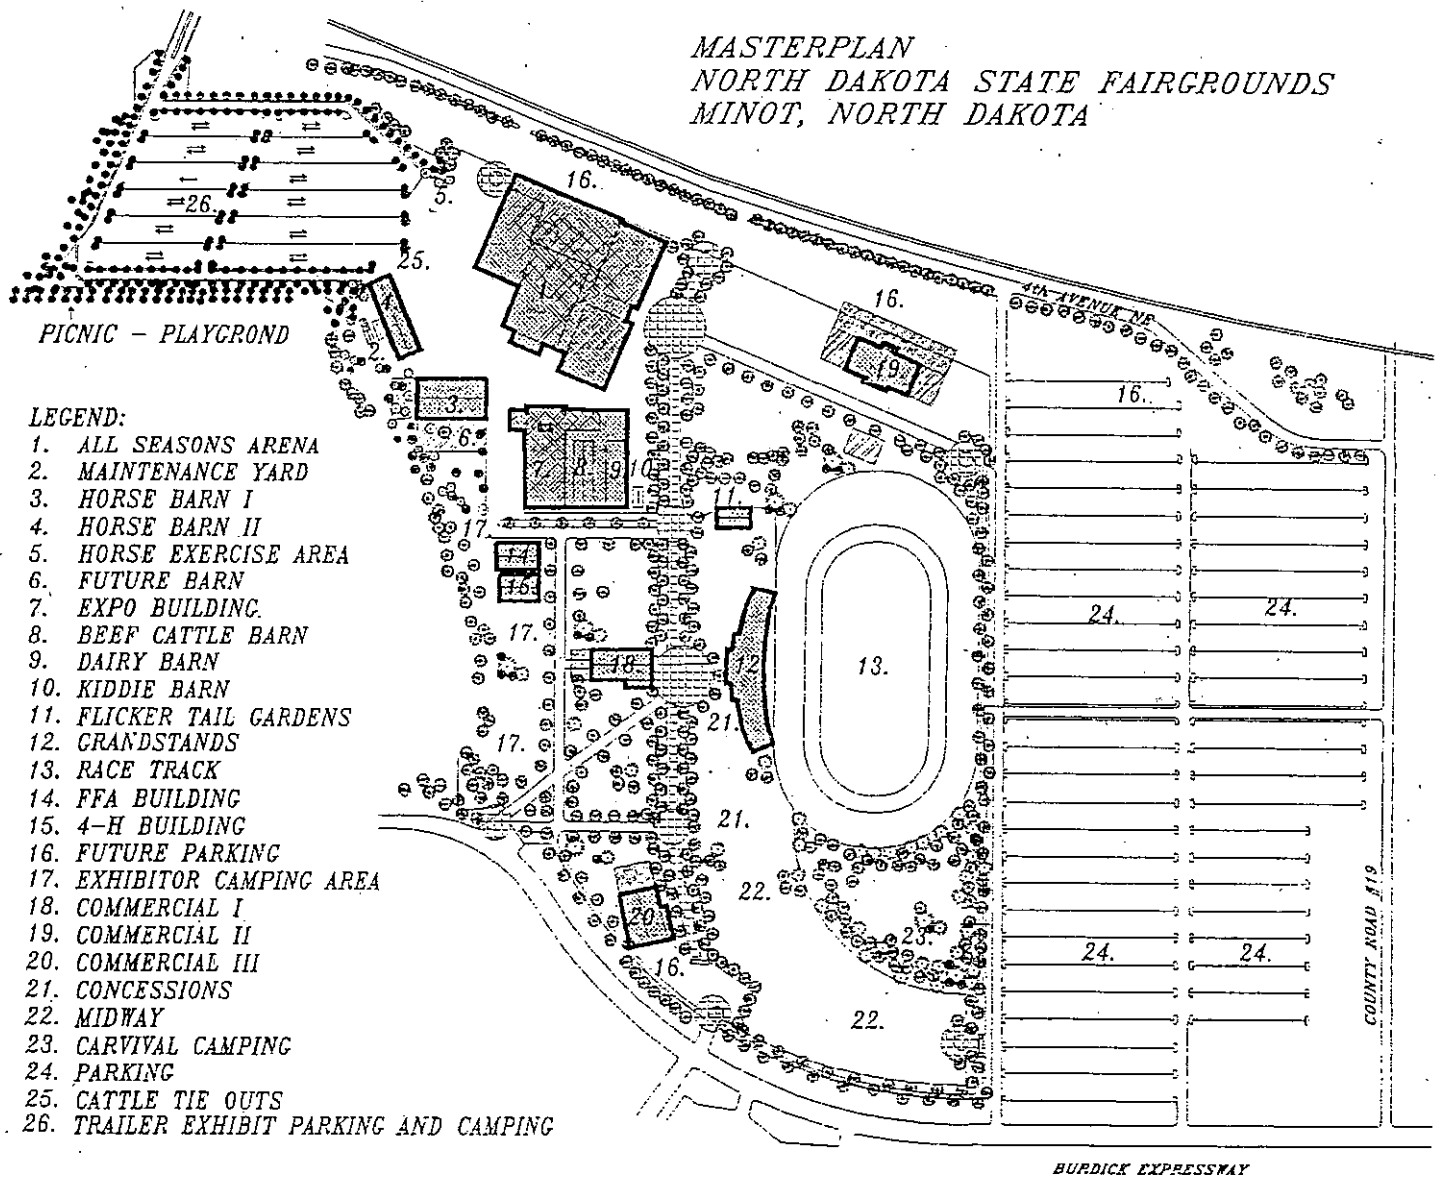 MASTERPLAN
NORTH DAKOTA STATE FAIRGROUNDS
MINOT, NORTH DAKOTA
16.
5.
26.
25.
4th AVENUE NE
16.
PICNIC - PLAYGROND
2.
19.
16.
3.
6.
7.
8.
9.
10.
11.
17.
14.
15.
24.
24.
17.
18.
12.
13.
21.
17.
21.
22.
20.
23.
24.
24.
16.
22.
COUNTY ROAD #19
BURDICK EXPRESSWAY
LEGEND:
1. ALL SEASONS ARENA
2. MAINTENANCE YARD
3. HORSE BARN I
4. HORSE BARN II
5. HORSE EXERCISE AREA
6. FUTURE BARN
7. EXPO BUILDING.
8. BEEF CATTLE BARN
9. DAIRY BARN
10. KIDDIE BARN
11. FLICKER TAIL GARDENS
12. GRANDSTANDS
13. RACE TRACK
14. FFA BUILDING
15. 4-H BUILDING
16. FUTURE PARKING
17. EXHIBITOR CAMPING AREA
18. COMMERCIAL I
19. COMMERCIAL II
20. COMMERCIAL III
21. CONCESSIONS
22. MIDWAY
23. CARVIVAL CAMPING
24. PARKING
25. CATTLE TIE OUTS
26. TRAILER EXHIBIT PARKING AND CAMPING